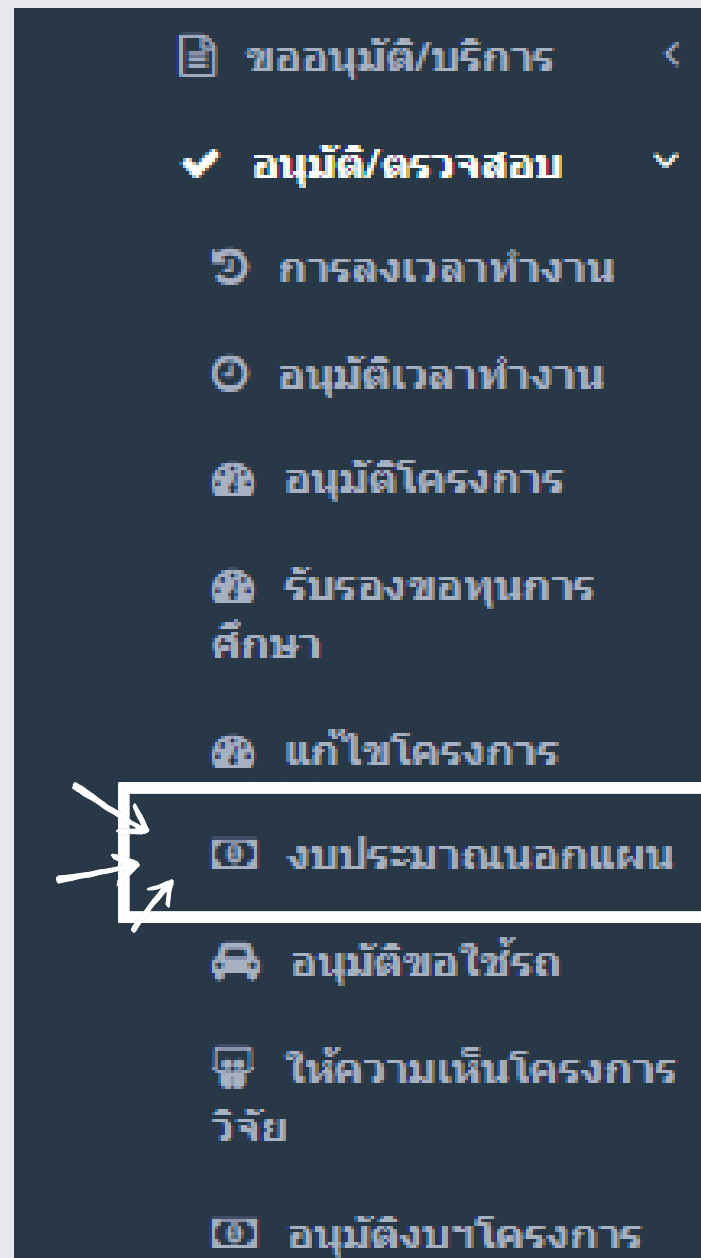 ขออนุมัติ/บริการ
อนุมัติ/ตรวจสอบ
การลงเวลาทำงาน
อนุมัติเวลาทำงาน
อนุมัติโครงการ
รับรองขอทุนการ
ศึกษา
แก้ไขโครงการ
งบประมาณนอกแผน
อนุมัติขอใช้รถ
ให้ความเห็นโครงการ
วิจัย
อนุมัติงบฯโครงการ